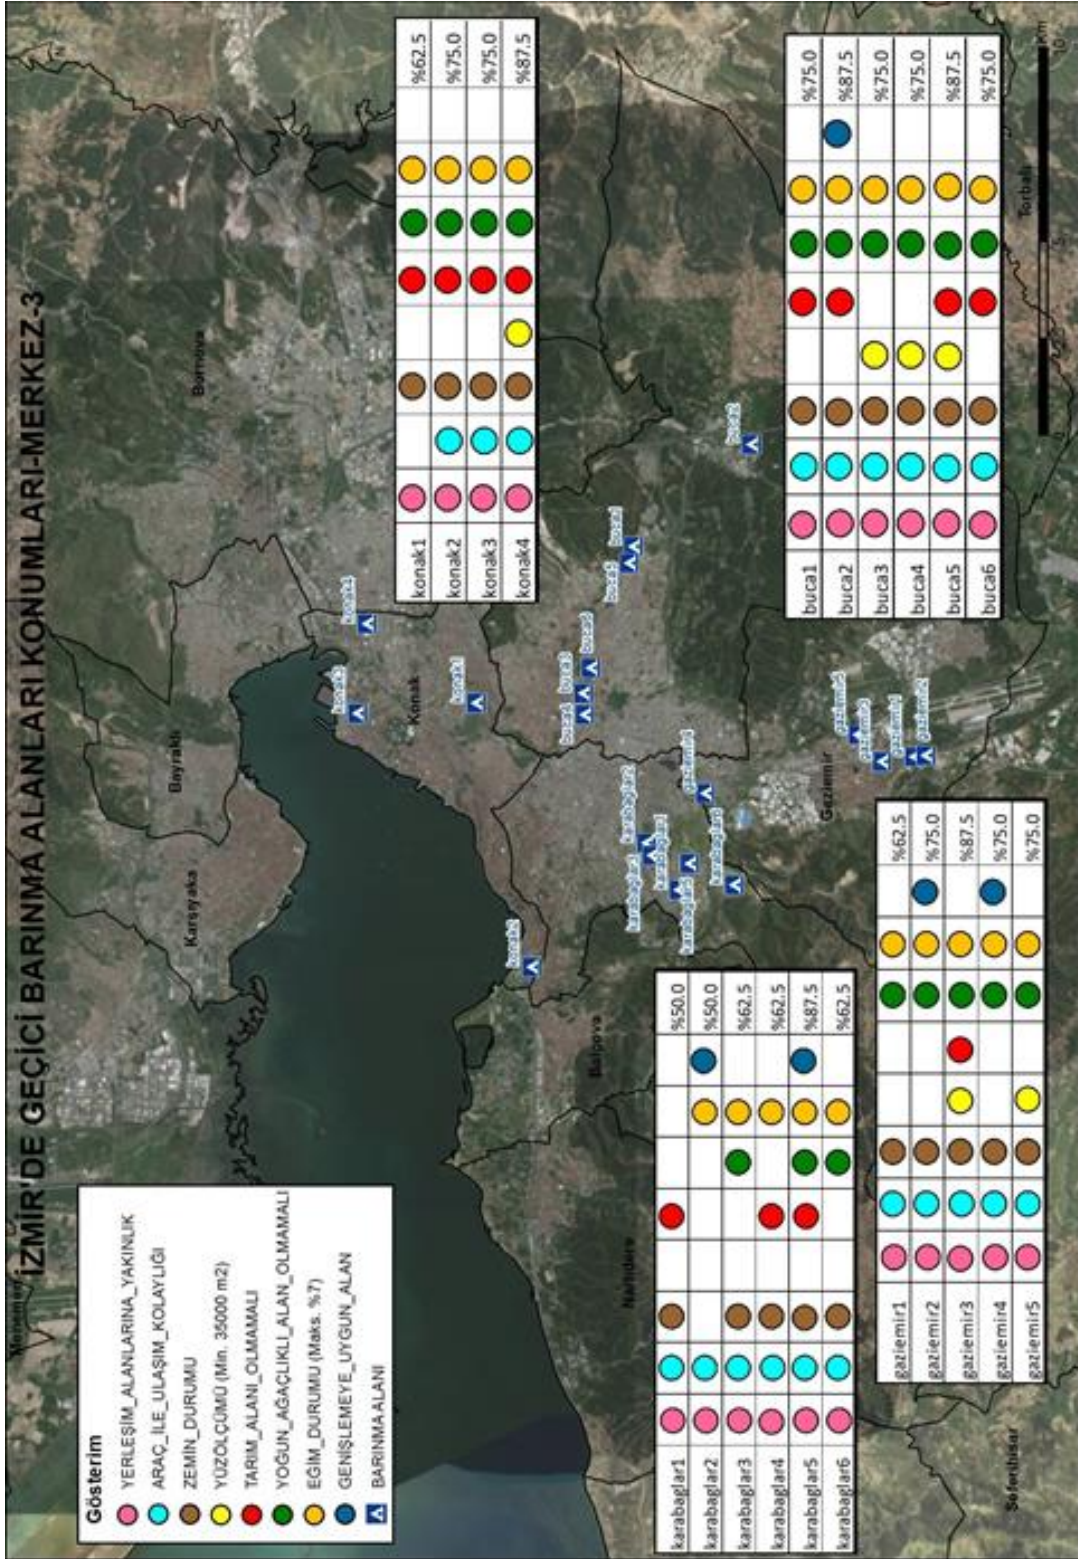 İZMİR'DE GEÇİCİ BARINMA ALANLARI KONUMLARI-MERKEZ-3
Gösterim
YERLEŞİM_ALANLARINA_YAKINLIK
ARAÇ_İLE_ULAŞIM_KOLAYLIĞI
ZEMİN_DURUMU
YÜZÖLÇÜMÜ (Min. 35000 m2)
TARIM_ALANI_OLMAMALI
YOĞUN_AĞAÇLIKLI_ALAN_OLMAMALI
EĞİM_DURUMU (Maks. %7)
GENİŞLEMEYE_UYGUN_ALAN
BARINMA ALANI
Karşıyaka
Bayraklı
Bornova
Konak
Balçova
Narlıdere
Gaziemir
Torbalı
Seferihisar
konak1 %62.5
konak2 %75.0
konak3 %75.0
konak4 %87.5
karabaglar1 %50.0
karabaglar2 %50.0
karabaglar3 %62.5
karabaglar4 %62.5
karabaglar5 %87.5
karabaglar6 %62.5
gaziemir1 %62.5
gaziemir2 %75.0
gaziemir3 %87.5
gaziemir4 %75.0
gaziemir5 %75.0
buca1 %75.0
buca2 %87.5
buca3 %75.0
buca4 %75.0
buca5 %87.5
buca6 %75.0
konak2
10
km